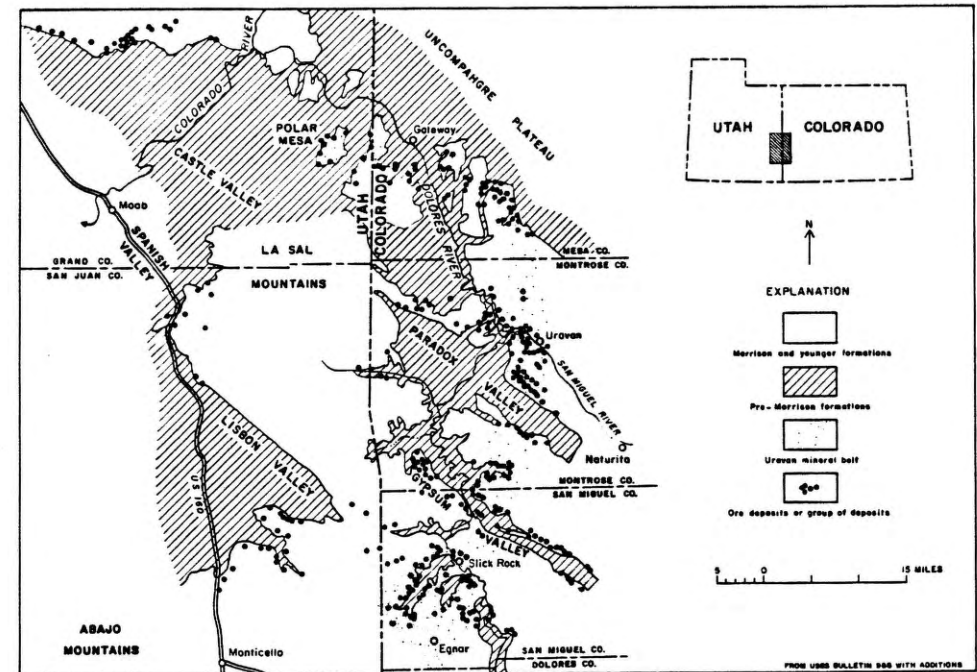 UNCOMPAHGRE
PLATEAU
COLORADO RIVER
POLAR
MESA
Gateway
UTAH
COLORADO
CASTLE VALLEY
UTAH
COLORADO
DOLORES
RIVER
Moab
SPANISH
VALLEY
LA SAL
MOUNTAINS
GRAND CO.
SAN JUAN CO.
MESA CO.
MONTROSE CO.
N
EXPLANATION
Morrison and younger formations
Pre-Morrison formations
Uravan mineral belt
Ore deposits or group of deposits
PARADOX
VALLEY
Uravan
SAN MIGUEL RIVER
Naturita
LISBON VALLEY
US 160
MONTROSE CO.
SAN MIGUEL CO.
GYPSUM
VALLEY
Slick Rock
5 0 15 MILES
ABAJO
MOUNTAINS
Monticello
Egnar
SAN MIGUEL CO.
DOLORES CO.
FROM USGS BULLETIN 988 WITH ADDITIONS